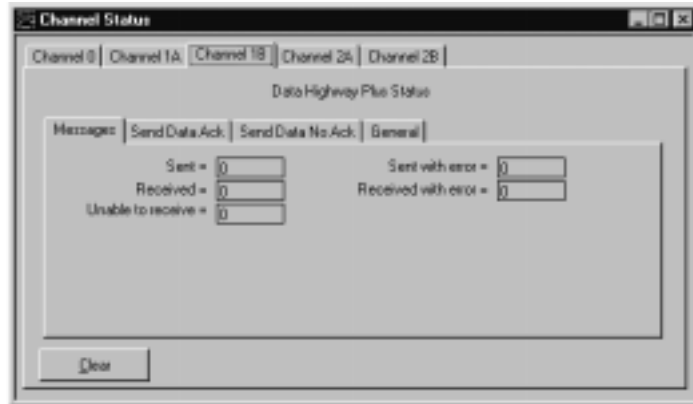 Channel Status
Channel 0 Channel 1A Channel 1B Channel 2A Channel 2B
Data Highway Plus Status
Messages Send Data Ack Send Data No Ack General
Sent = 0 Sent with error = 0
Received = 0 Received with error = 0
Unable to receive = 0
Clear